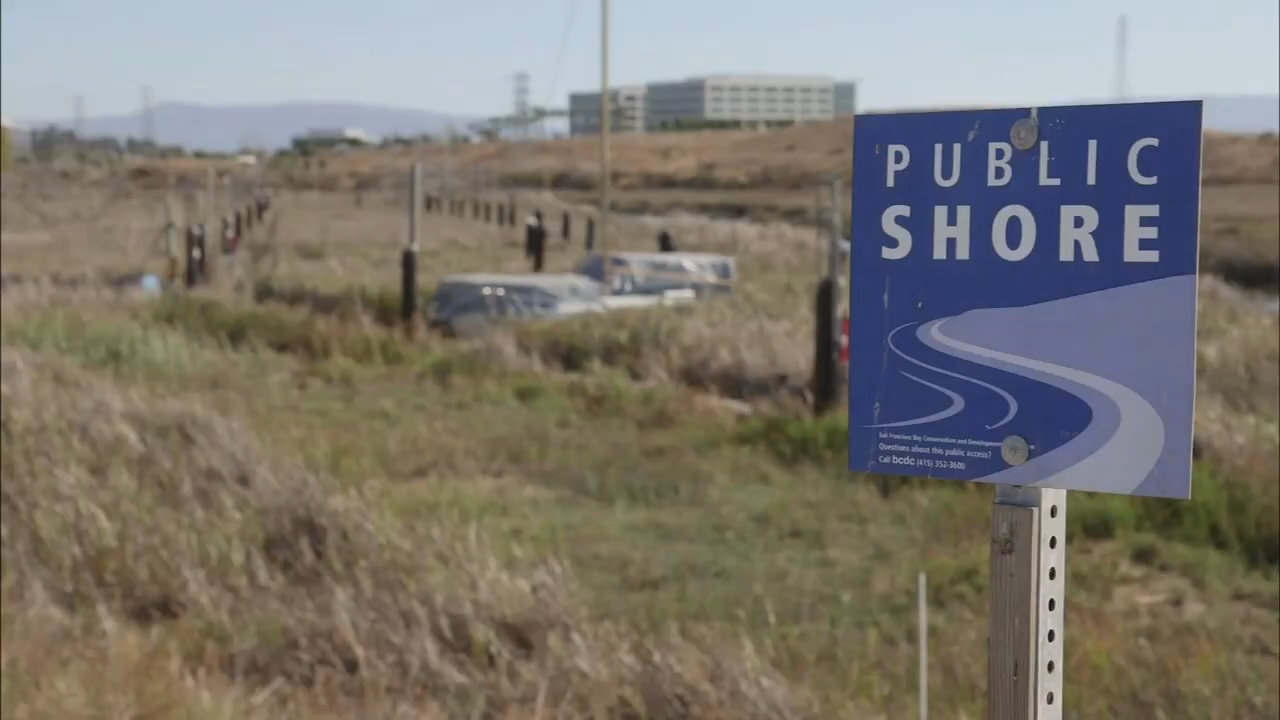 PUBLIC
SHORE
San Francisco Bay Conservation and Development
Questions about this public access?
Call bcdc (415) 352-3600